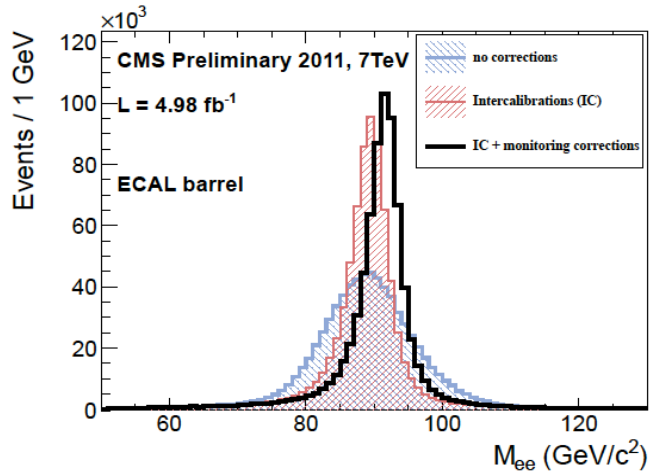 ×10³
120
100
80
60
40
20
0
Events / 1 GeV
CMS Preliminary 2011, 7TeV
L = 4.98 fb⁻¹
ECAL barrel
no corrections
Intercalibrations (IC)
IC + monitoring corrections
60
80
100
120
M_ee (GeV/c²)